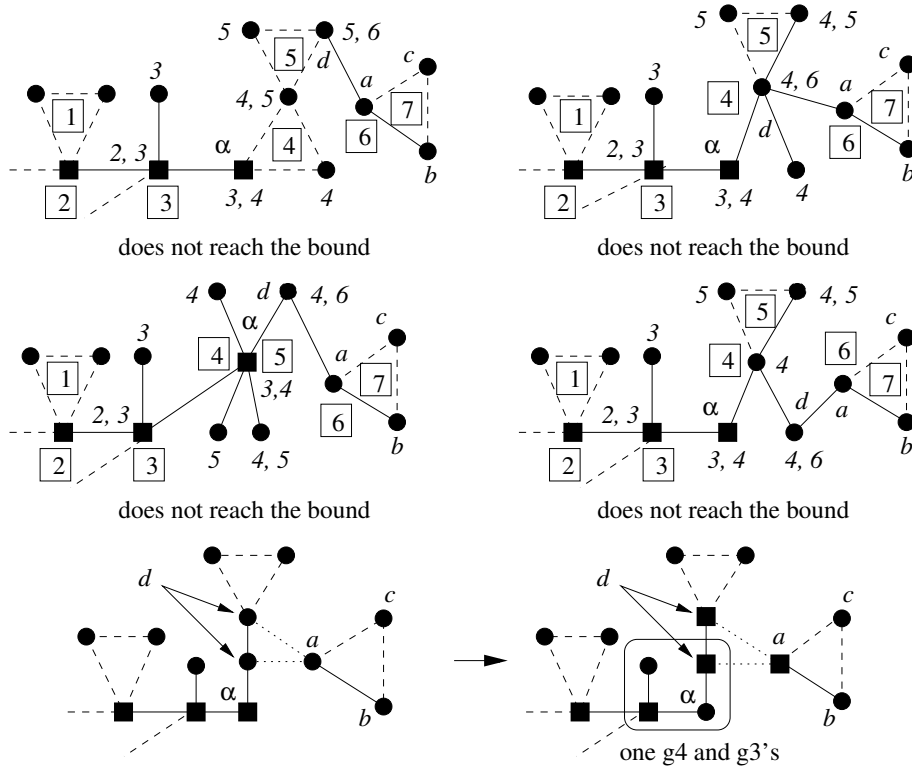 5 5, 6
5 d c
3 4, 5 a 7
1 4 6
2, 3 α b
2 3 3, 4 4
does not reach the bound
5 4, 5
5 c
3 4 4, 6 a 7
1 d 6
2, 3 α b
2 3 3, 4 4
does not reach the bound
4 d 4, 6
α c
3 4 5 a 7
1 3,4 6
2, 3 b
2 3 5 4, 5
does not reach the bound
5 4, 5
5 c
3 4 4 6 7
1 d a
2, 3 α b
2 3 3, 4 4, 6
does not reach the bound
d c
a
α b
d c
a
α b
one g4 and g3's